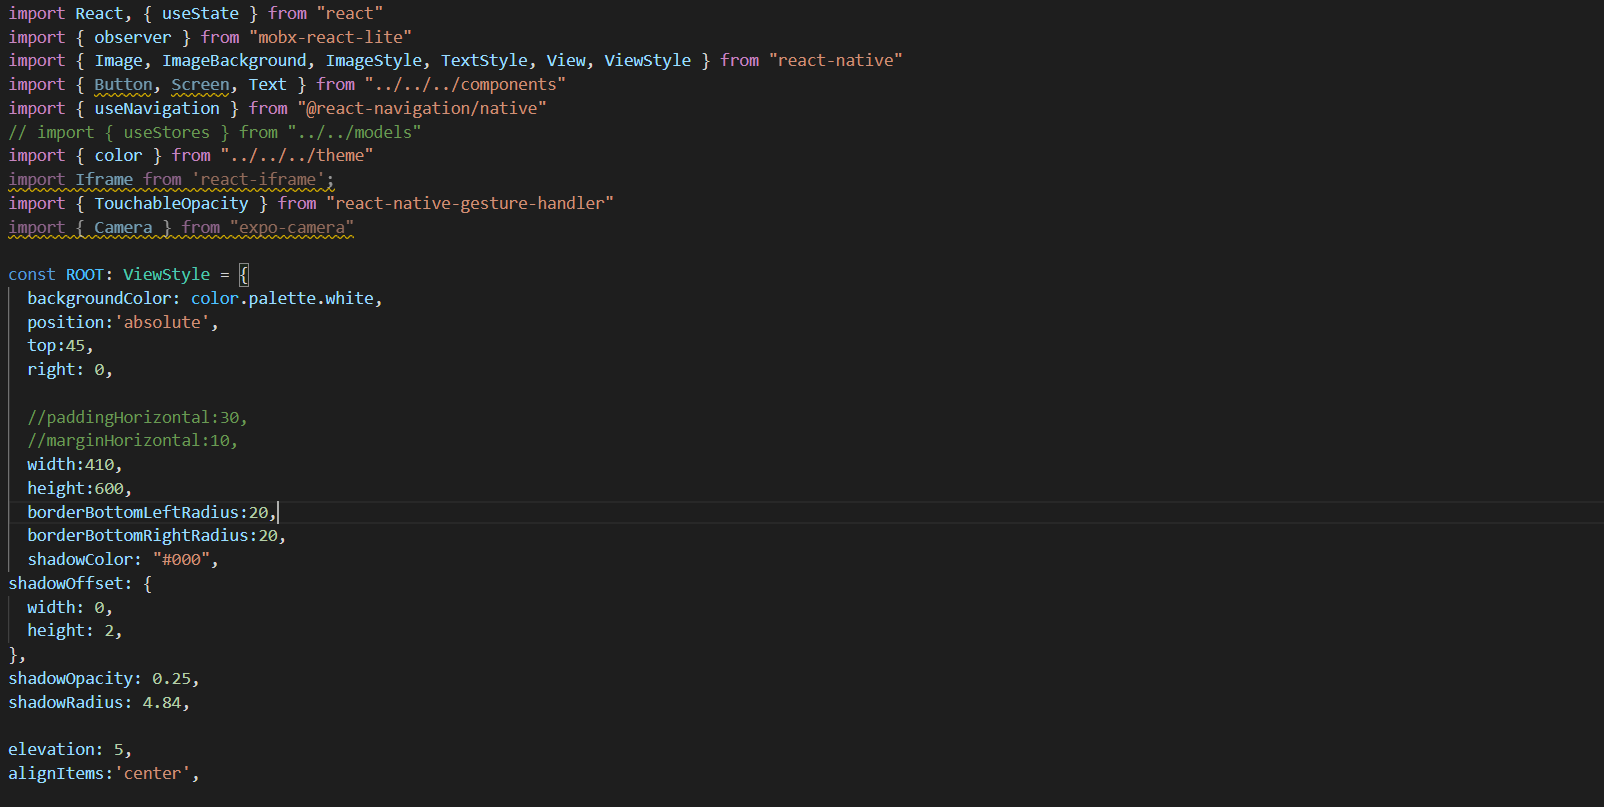 import React, { useState } from "react"
import { observer } from "mobx-react-lite"
import { Image, ImageBackground, ImageStyle, TextStyle, View, ViewStyle } from "react-native"
import { Button, Screen, Text } from "../../../components"
import { useNavigation } from "@react-navigation/native"
// import { useStores } from "../../models"
import { color } from "../../../theme"
import Iframe from 'react-iframe';
import { TouchableOpacity } from "react-native-gesture-handler"
import { Camera } from "expo-camera"

const ROOT: ViewStyle = {
  backgroundColor: color.palette.white,
  position:'absolute',
  top:45,
  right: 0,

  //paddingHorizontal:30,
  //marginHorizontal:10,
  width:410,
  height:600,
  borderBottomLeftRadius:20,
  borderBottomRightRadius:20,
  shadowColor: "#000",
shadowOffset: {
  width: 0,
  height: 2,
},
shadowOpacity: 0.25,
shadowRadius: 4.84,

elevation: 5,
alignItems:'center',